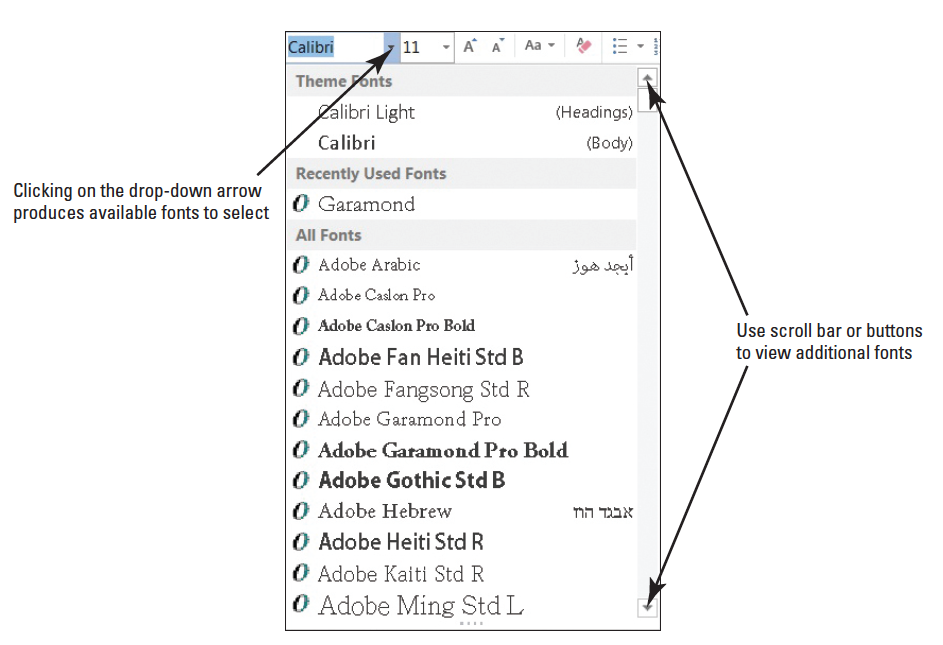 Calibri 11 A A Aa
Theme Fonts
Calibri Light (Headings)
Calibri (Body)
Recently Used Fonts
Clicking on the drop-down arrow
produces available fonts to select
O Garamond
All Fonts
O Adobe Arabic أبجد هوز
O Adobe Caslon Pro
O Adobe Caslon Pro Bold
Use scroll bar or buttons
to view additional fonts
O Adobe Fan Heiti Std B
O Adobe Fangsong Std R
O Adobe Garamond Pro
O Adobe Garamond Pro Bold
O Adobe Gothic Std B
O Adobe Hebrew אבגד הוז
O Adobe Heiti Std R
O Adobe Kaiti Std R
O Adobe Ming Std L